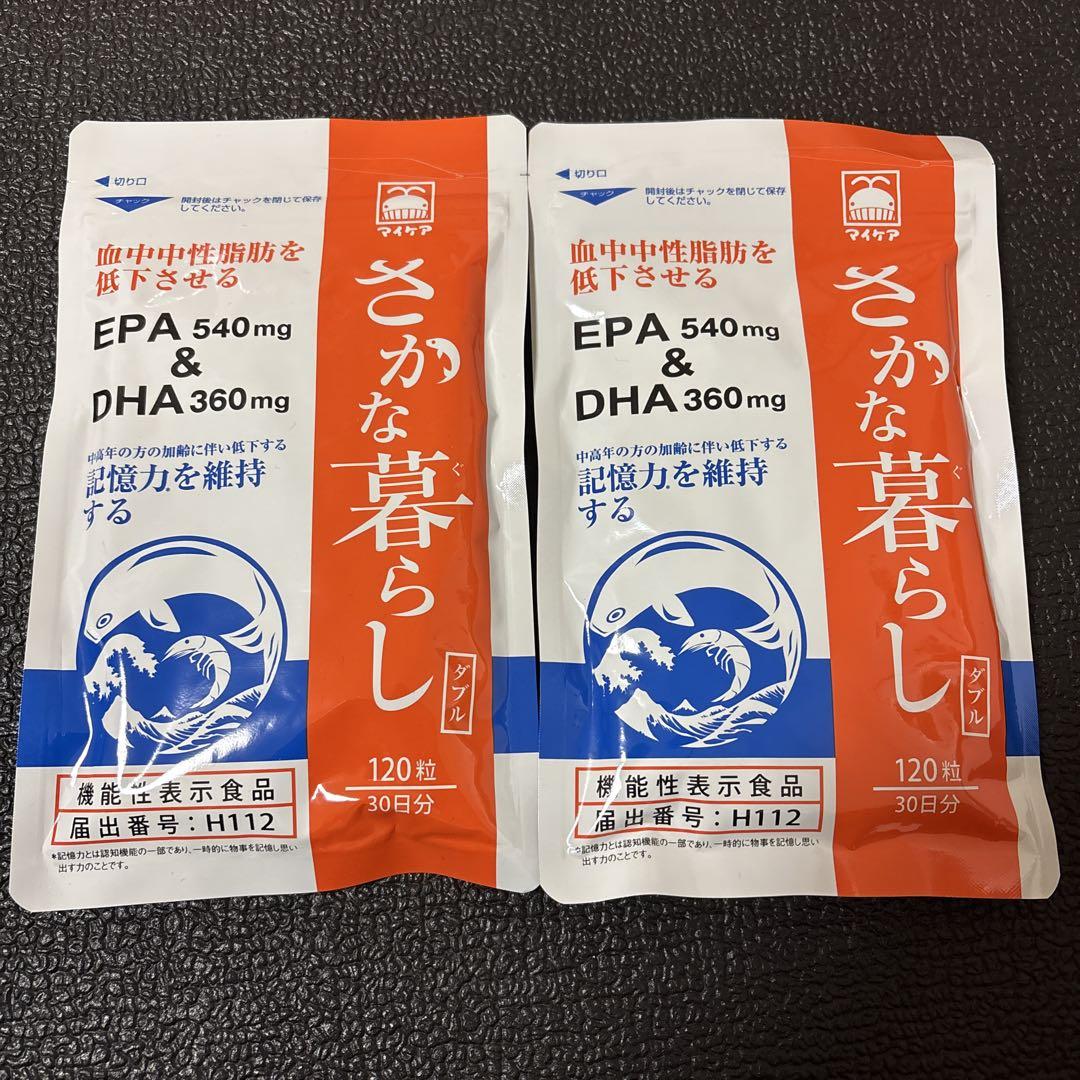 切り口
チャック
開封後はチャックを閉じて保存
してください。
血中中性脂肪を
低下させる
EPA 540mg
&
DHA 360mg
中高年の方の加齢に伴い低下する
記憶力*を維持
する
マイケア
さかな暮らし
ぐ
ダブル
120粒
30日分
機能性表示食品
届出番号：H112
*記憶力とは認知機能の一部であり、一時的に物事を記憶し思い
出す力のことです。
切り口
チャック
開封後はチャックを閉じて保存
してください。
血中中性脂肪を
低下させる
EPA 540mg
&
DHA 360mg
中高年の方の加齢に伴い低下する
記憶力*を維持
する
マイケア
さかな暮らし
ぐ
ダブル
120粒
30日分
機能性表示食品
届出番号：H112
*記憶力とは認知機能の一部であり、一時的に物事を記憶し思い
出す力のことです。